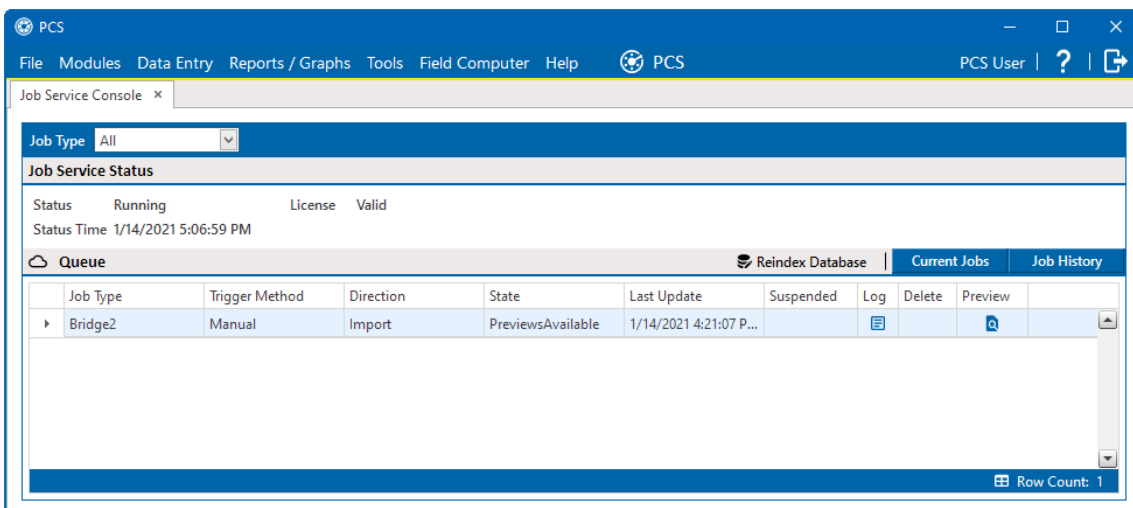 PCS
File Modules Data Entry Reports / Graphs Tools Field Computer Help PCS PCS User | ? |
Job Service Console ×
Job Type All
Job Service Status
Status Running License Valid
Status Time 1/14/2021 5:06:59 PM
Queue Reindex Database | Current Jobs Job History
Job Type Trigger Method Direction State Last Update Suspended Log Delete Preview
Bridge2 Manual Import PreviewsAvailable 1/14/2021 4:21:07 P...
Row Count: 1